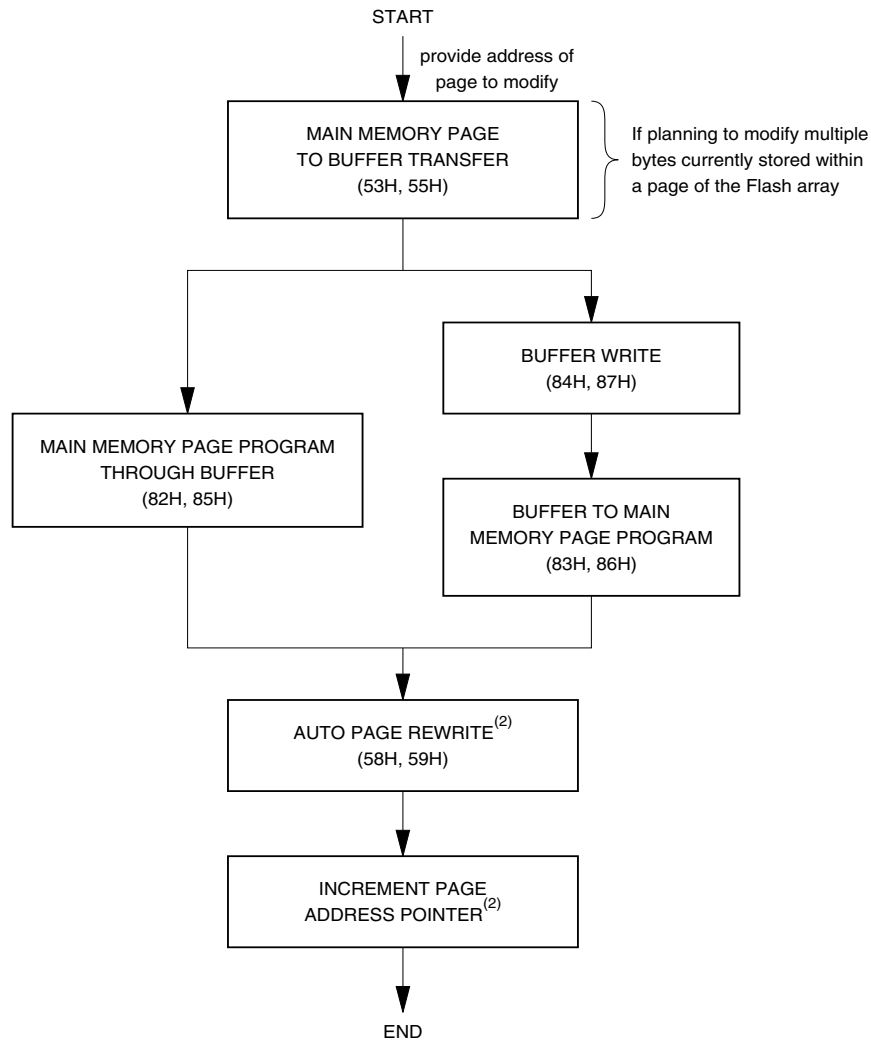 START
provide address of
page to modify
MAIN MEMORY PAGE
TO BUFFER TRANSFER
(53H, 55H)
If planning to modify multiple
bytes currently stored within
a page of the Flash array
BUFFER WRITE
(84H, 87H)
MAIN MEMORY PAGE PROGRAM
THROUGH BUFFER
(82H, 85H)
BUFFER TO MAIN
MEMORY PAGE PROGRAM
(83H, 86H)
AUTO PAGE REWRITE(2)
(58H, 59H)
INCREMENT PAGE
ADDRESS POINTER(2)
END